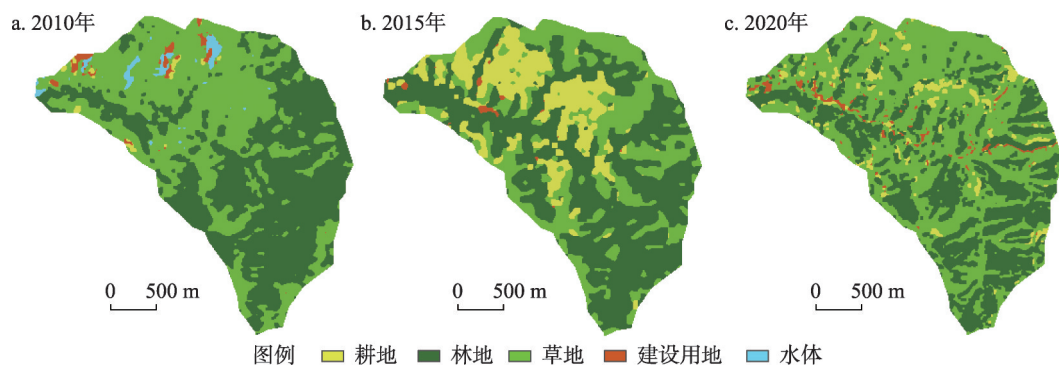 a. 2010年
b. 2015年
c. 2020年
0 500 m
0 500 m
0 500 m
图例 耕地 林地 草地 建设用地 水体